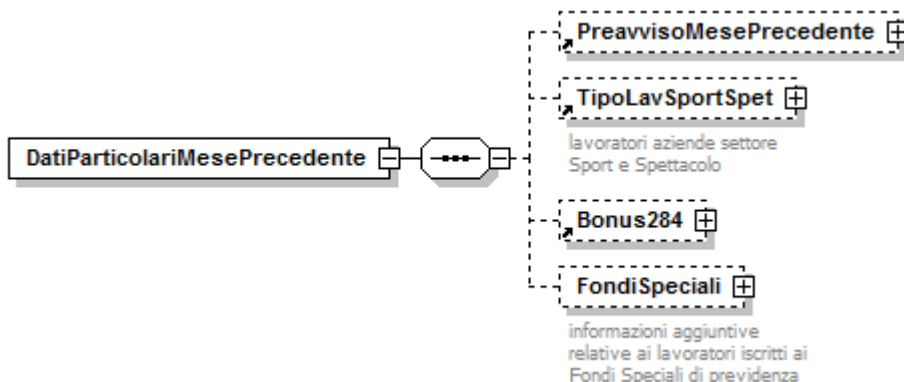 PreavvisoMesePrecedente
TipoLavSportSpet
lavoratori aziende settore
Sport e Spettacolo
DatiParticolariMesePrecedente
Bonus284
FondiSpeciali
informazioni aggiuntive
relative ai lavoratori iscritti ai
Fondi Speciali di previdenza